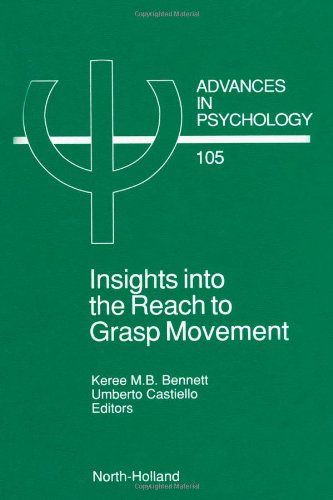 ADVANCES
IN
PSYCHOLOGY
105
Insights into
the Reach to
Grasp Movement
Keree M.B. Bennett
Umberto Castiello
Editors
North-Holland